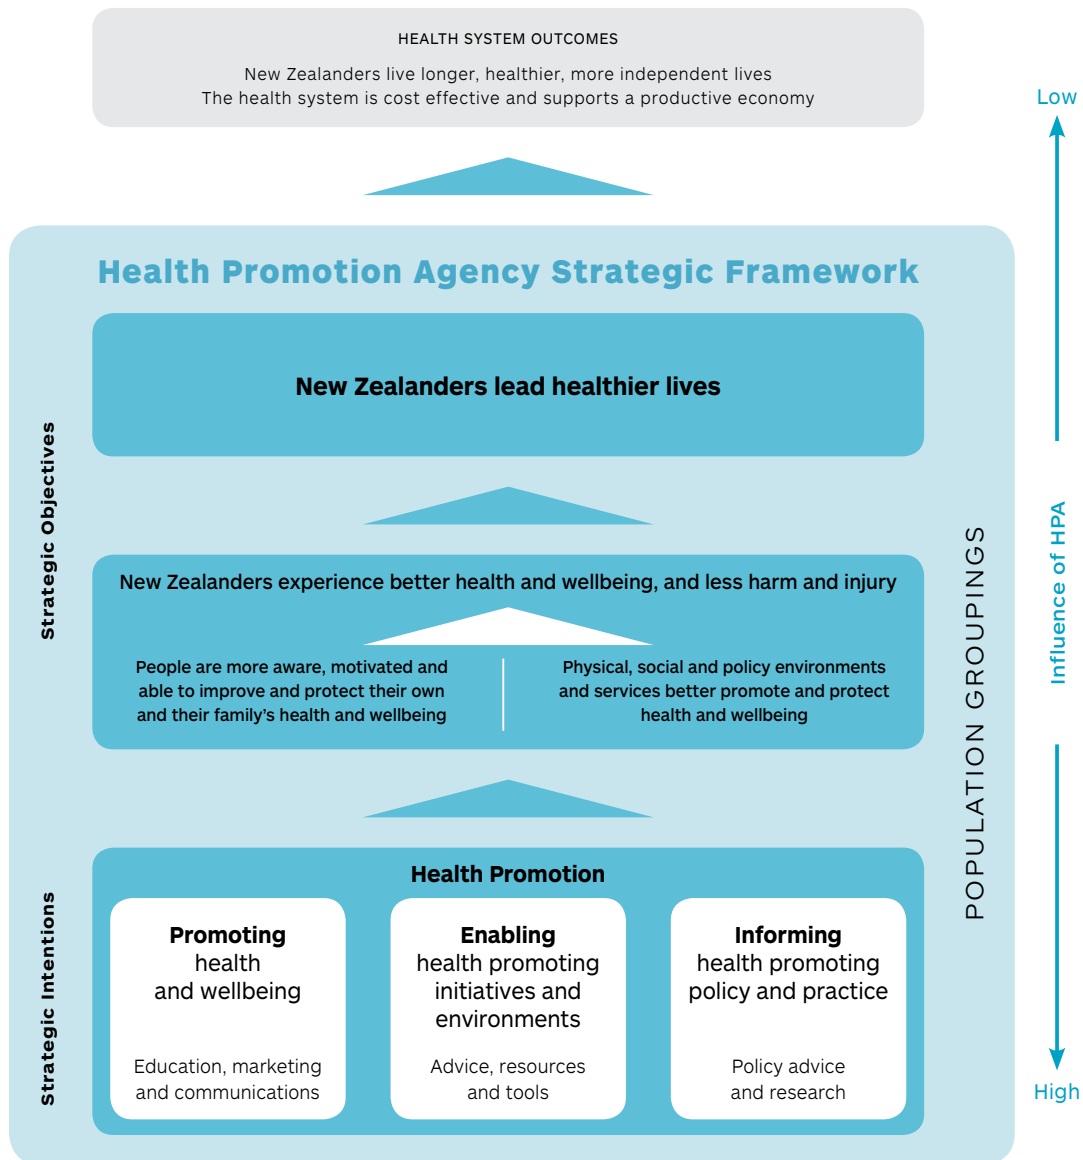 HEALTH SYSTEM OUTCOMES
New Zealanders live longer, healthier, more independent lives
The health system is cost effective and supports a productive economy
Low
Health Promotion Agency Strategic Framework
New Zealanders lead healthier lives
Strategic Objectives
New Zealanders experience better health and wellbeing, and less harm and injury
People are more aware, motivated and
able to improve and protect their own
and their family’s health and wellbeing
Physical, social and policy environments
and services better promote and protect
health and wellbeing
POPULATION GROUPINGS
Influence of HPA
Strategic Intentions
Health Promotion
Promoting
health
and wellbeing
Education, marketing
and communications
Enabling
health promoting
initiatives and
environments
Advice, resources
and tools
Informing
health promoting
policy and practice
Policy advice
and research
High